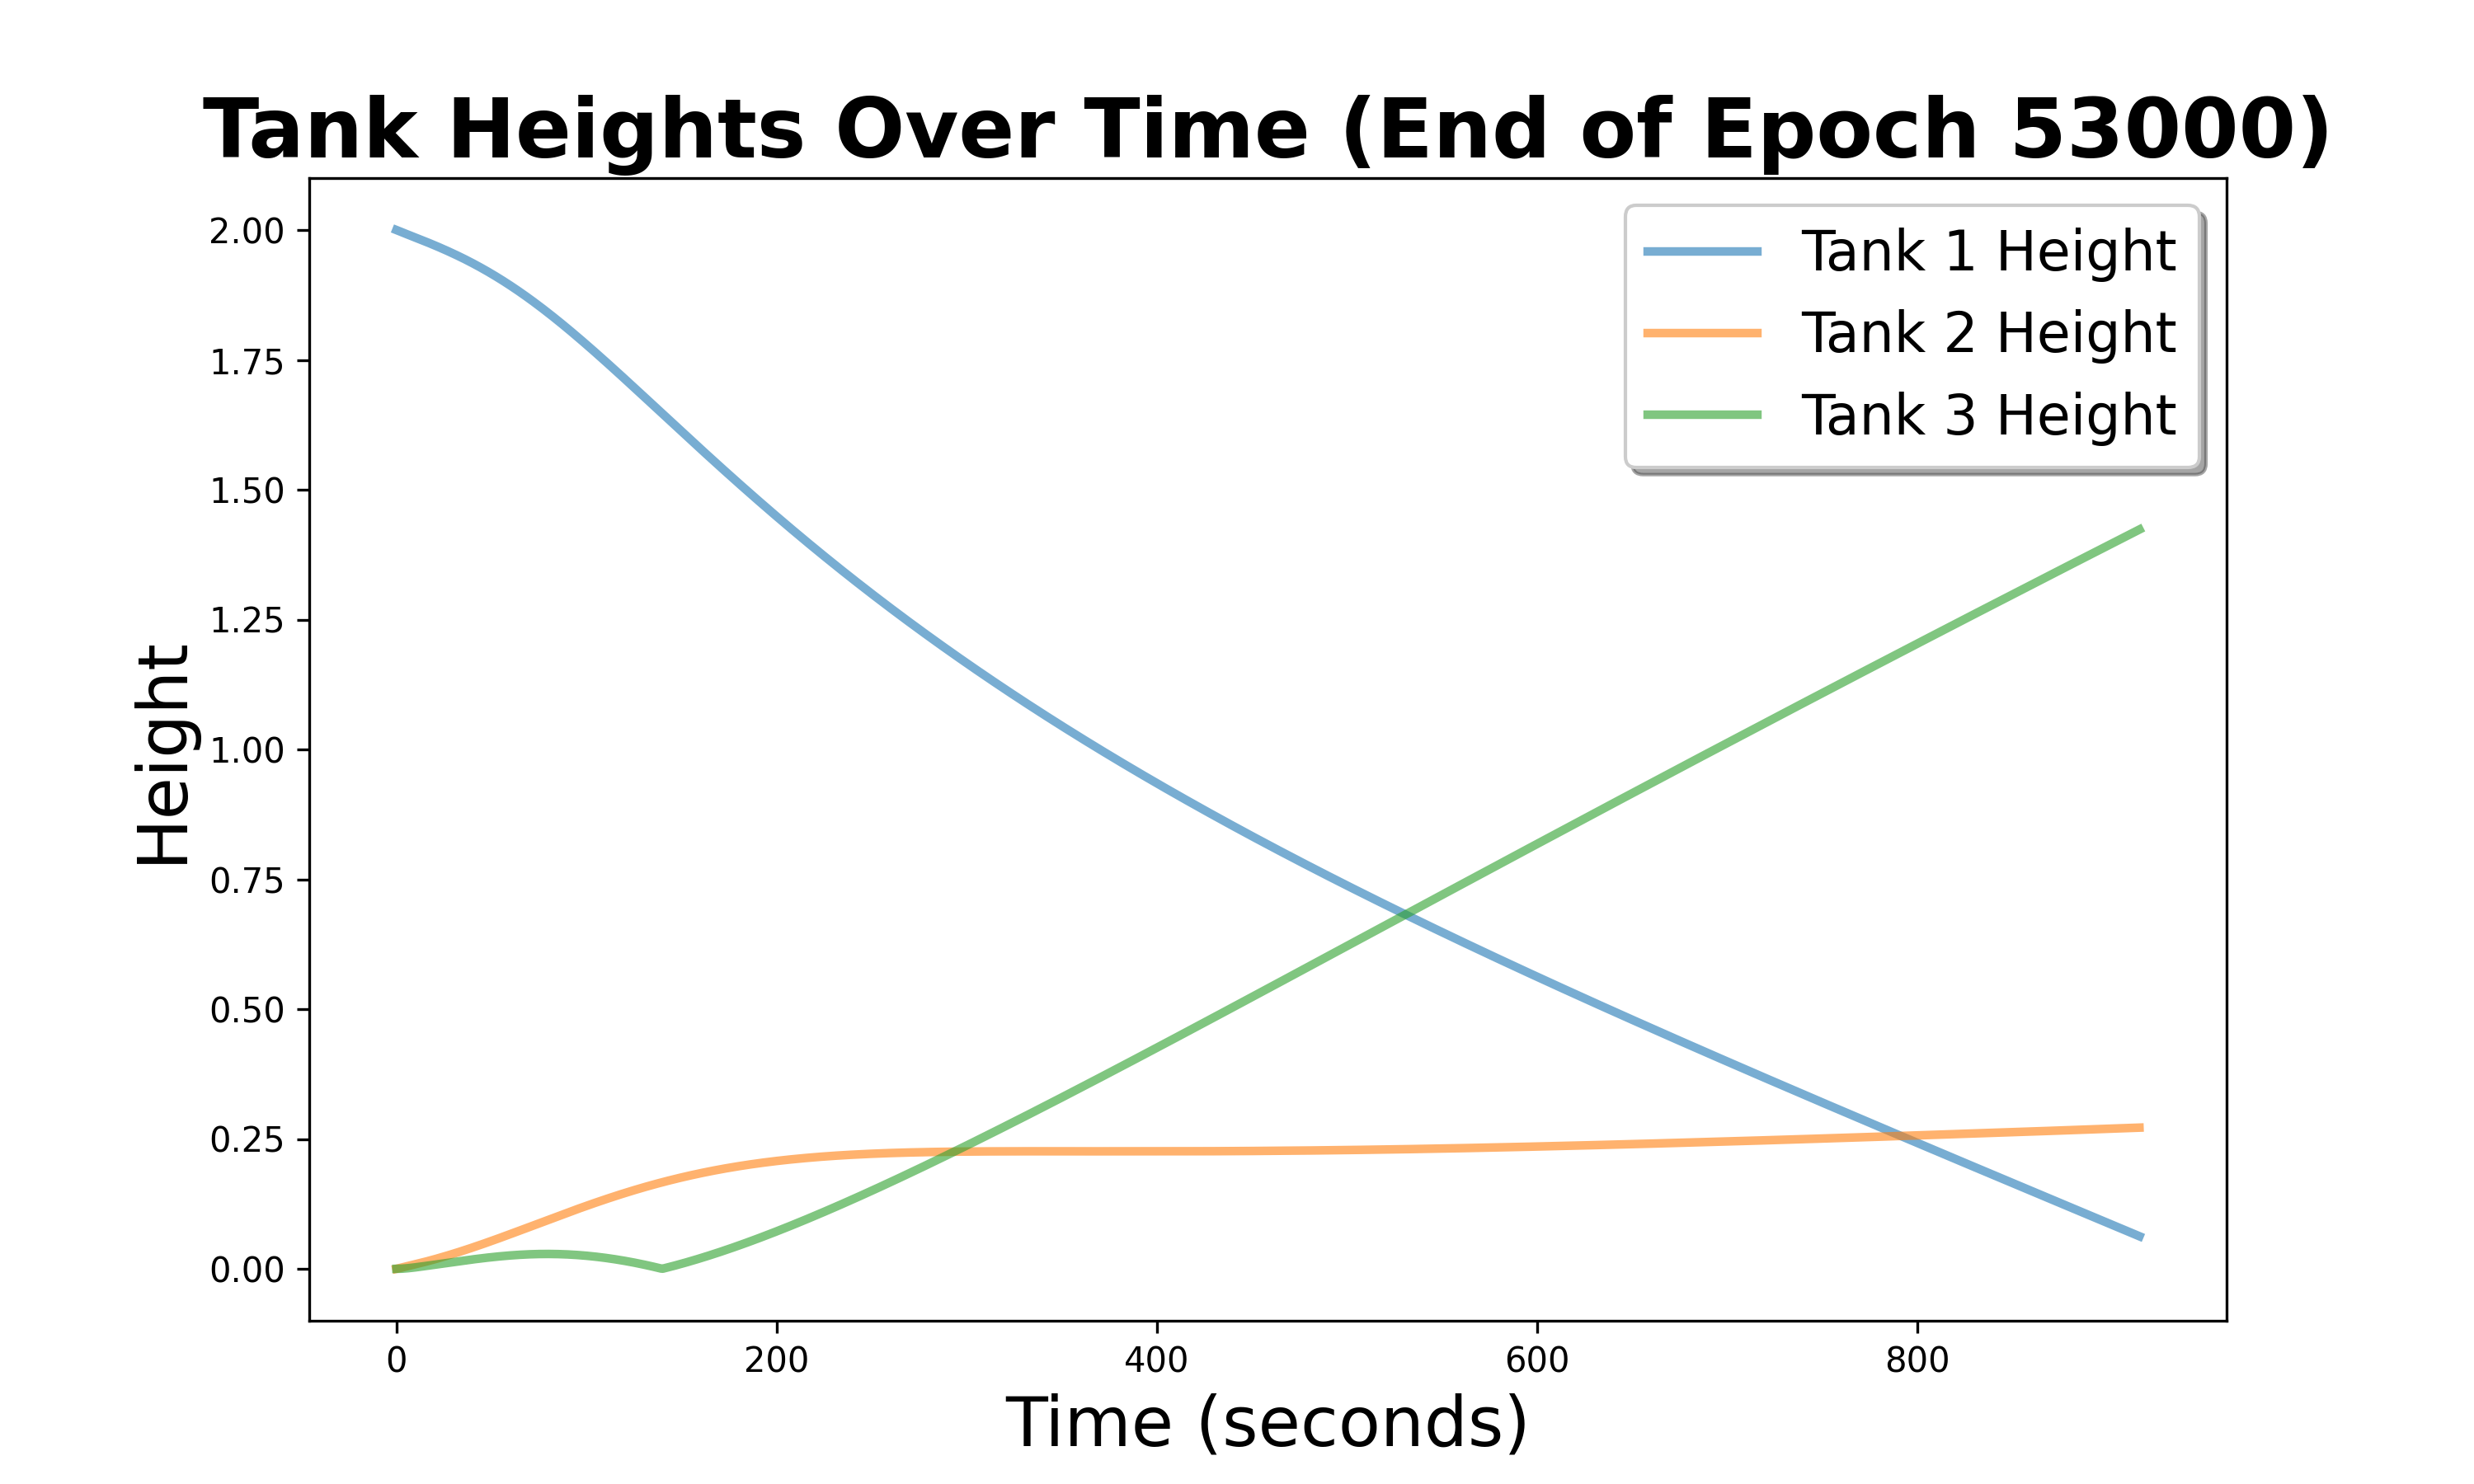 Tank Heights Over Time (End of Epoch 53000)
Tank 1 Height
Tank 2 Height
Tank 3 Height
Height
2.00
1.75
1.50
1.25
1.00
0.75
0.50
0.25
0.00
0 200 400 600 800
Time (seconds)